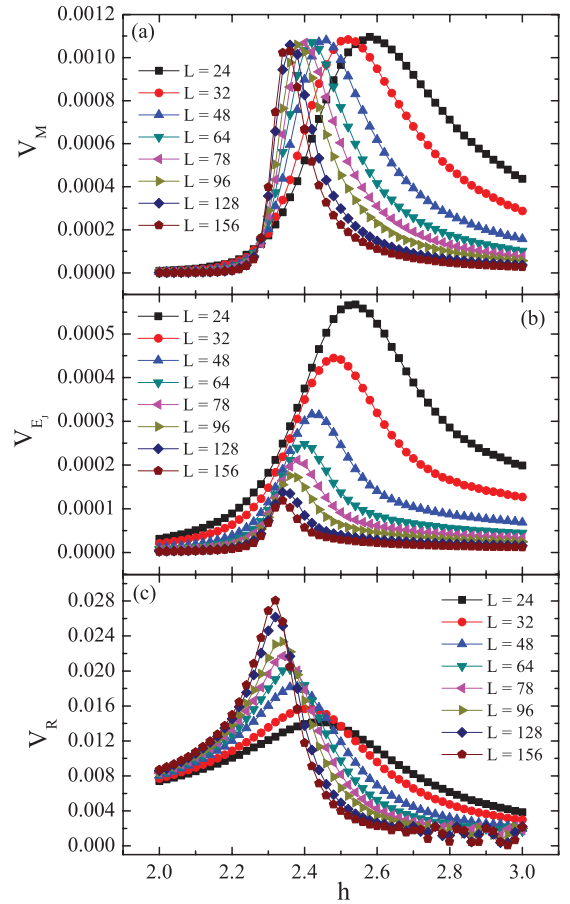 (a)
V_M
0.0012
0.0010
0.0008
0.0006
0.0004
0.0002
0.0000
L = 24
L = 32
L = 48
L = 64
L = 78
L = 96
L = 128
L = 156
(b)
V_{E_J}
0.0005
0.0004
0.0003
0.0002
0.0001
0.0000
L = 24
L = 32
L = 48
L = 64
L = 78
L = 96
L = 128
L = 156
(c)
V_R
0.028
0.024
0.020
0.016
0.012
0.008
0.004
0.000
L = 24
L = 32
L = 48
L = 64
L = 78
L = 96
L = 128
L = 156
2.0 2.2 2.4 2.6 2.8 3.0
h